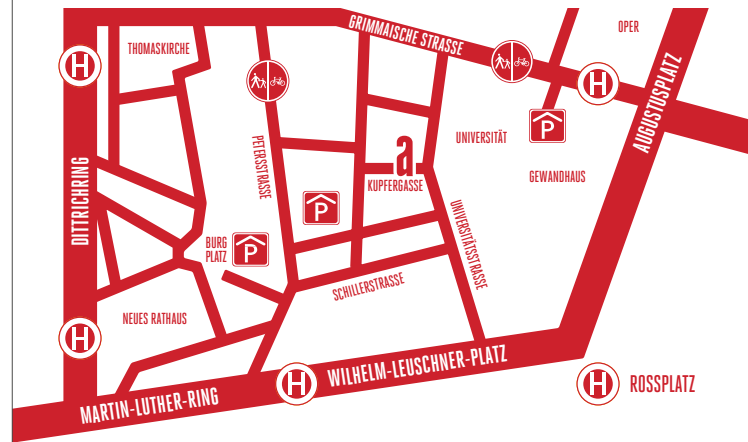 OPER
GRIMMAISCHE STRASSE
THOMASKIRCHE
H
H
AUGUSTUSPLATZ
PETERSSTRASSE
P
UNIVERSITÄT
a
GEWANDHAUS
KUPFERGASSE
DITTRICHRING
P
UNIVERSITÄTSSTRASSE
BURG
PLATZ
P
SCHILLERSTRASSE
NEUES RATHAUS
H
WILHELM-LEUSCHNER-PLATZ
H
H
ROSSPLATZ
MARTIN-LUTHER-RING